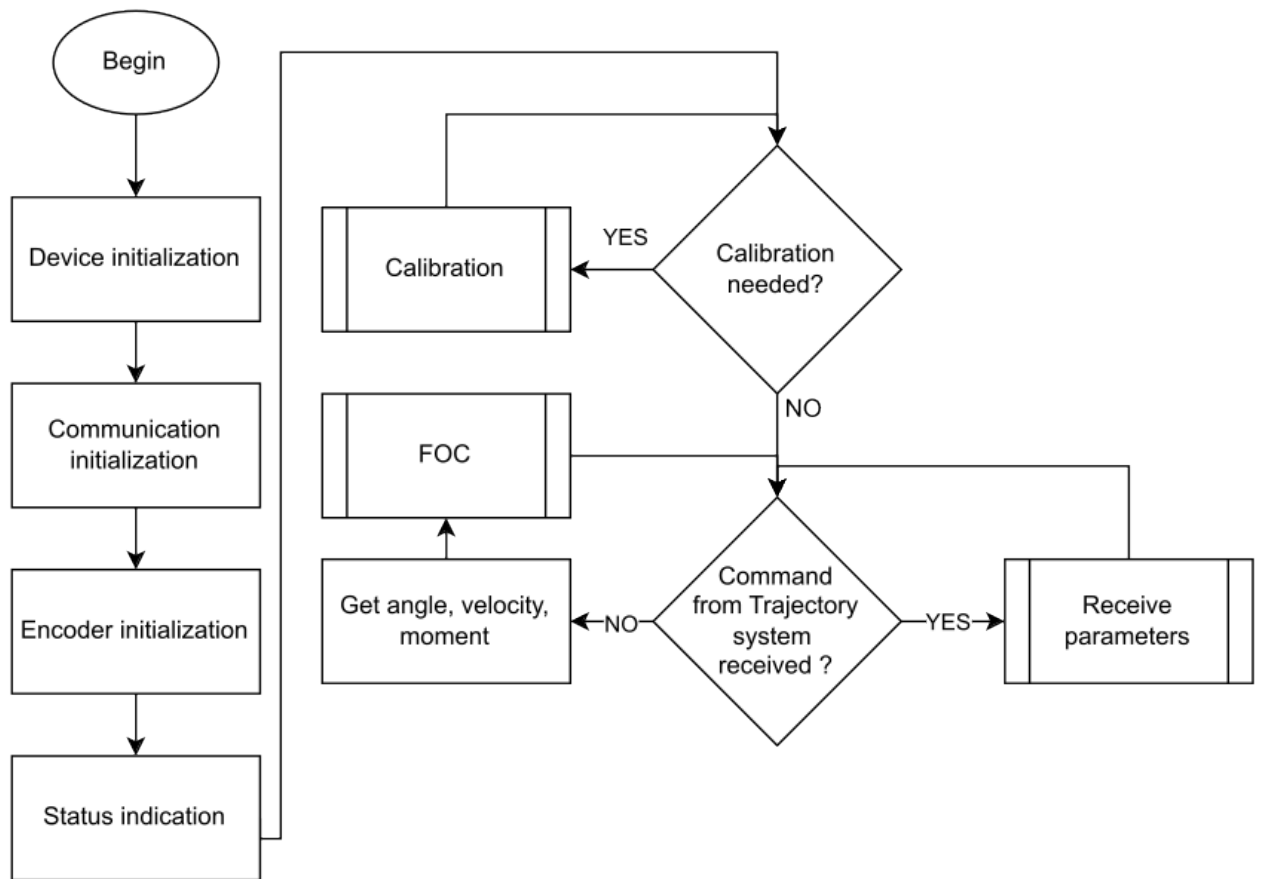 Begin
Device initialization
Communication
initialization
Encoder initialization
Status indication
Calibration
needed?
YES
Calibration
NO
FOC
Command
from Trajectory
system
received ?
NO
Get angle, velocity,
moment
YES
Receive
parameters